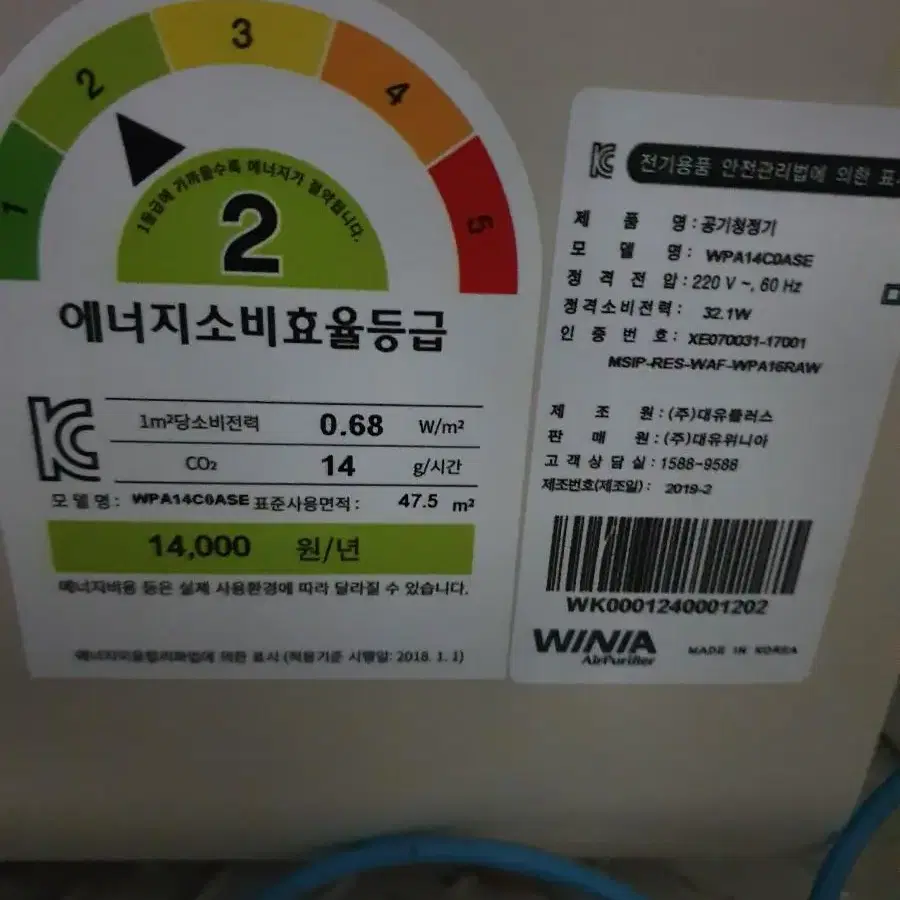 1
2
3
4
5
1등급에 가까울수록 에너지가 절약됩니다.
2
에너지소비효율등급
1m²당소비전력 0.68 W/m²
CO₂ 14 g/시간
모델명: WPA14C0ASE 표준사용면적: 47.5 m²
14,000 원/년
에너지비용 등은 실제 사용환경에 따라 달라질 수 있습니다.
에너지이용합리화법에 의한 표시 (적용기준 시행일: 2018. 1. 1)
전기용품 안전관리법에 의한 표
제 품 명: 공기청정기
모 델 명: WPA14C0ASE
정 격 전 압: 220 V ~, 60 Hz
정격소비전력: 32.1W
인 증 번 호: XE070031-17001
MSIP-RES-WAF-WPA16RAW
제 조 원: (주)대유플러스
판 매 원: (주)대유위니아
고객상담실: 1588-9588
제조번호(제조일): 2019-2
WK0001240001202
WINIA
AirPurifier
MADE IN KOREA